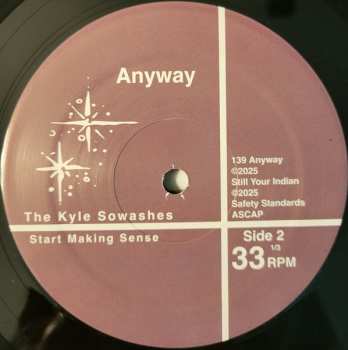 Anyway
139 Anyway
©2025
Still Your Indian
℗2025
Safety Standards
ASCAP
The Kyle Sowashes
Start Making Sense
Side 2
33 1/3 RPM